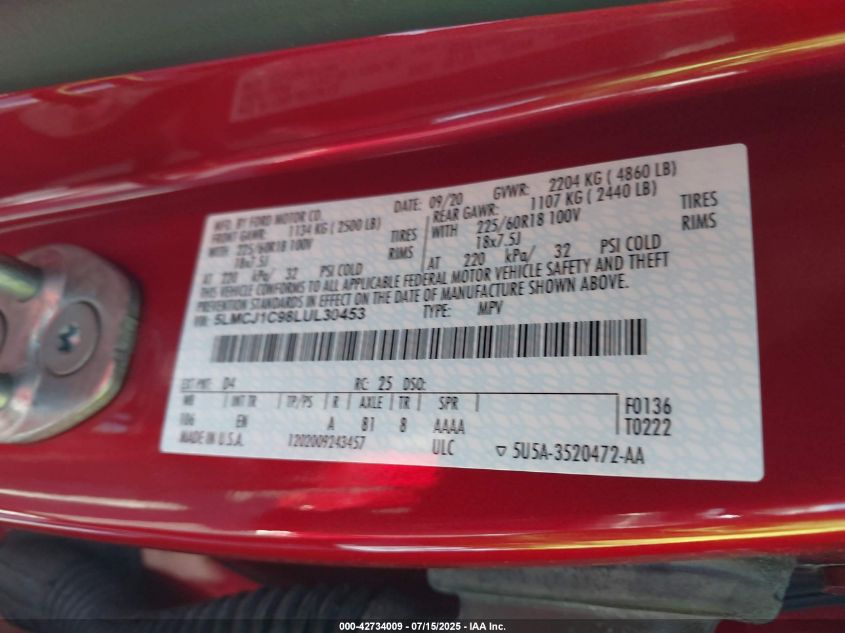 MFD. BY FORD MOTOR CO. DATE: 09/20 GVWR: 2204 KG ( 4860 LB)
FRONT GAWR: 1134 KG ( 2500 LB) REAR GAWR: 1107 KG ( 2440 LB)
WITH 225/60R18 100V TIRES WITH 225/60R18 100V TIRES
18x7.5J RIMS 18x7.5J RIMS
AT 220 kPa/ 32 PSI COLD AT 220 kPa/ 32 PSI COLD
THIS VEHICLE CONFORMS TO ALL APPLICABLE FEDERAL MOTOR VEHICLE SAFETY AND THEFT
PREVENTION STANDARDS IN EFFECT ON THE DATE OF MANUFACTURE SHOWN ABOVE.
VIN: 5LMCJ1C98LUL30453 TYPE: MPV
EXT PNT: D4 RC: 25 DSO:
WB INT TR TP/PS R AXLE TR SPR F0136
106 EN A 81 8 AAAA T0222
MADE IN U.S.A. 1202009243457 ULC ▽ 5U5A-3520472-AA
000-42734009 - 07/15/2025 - IAA Inc.